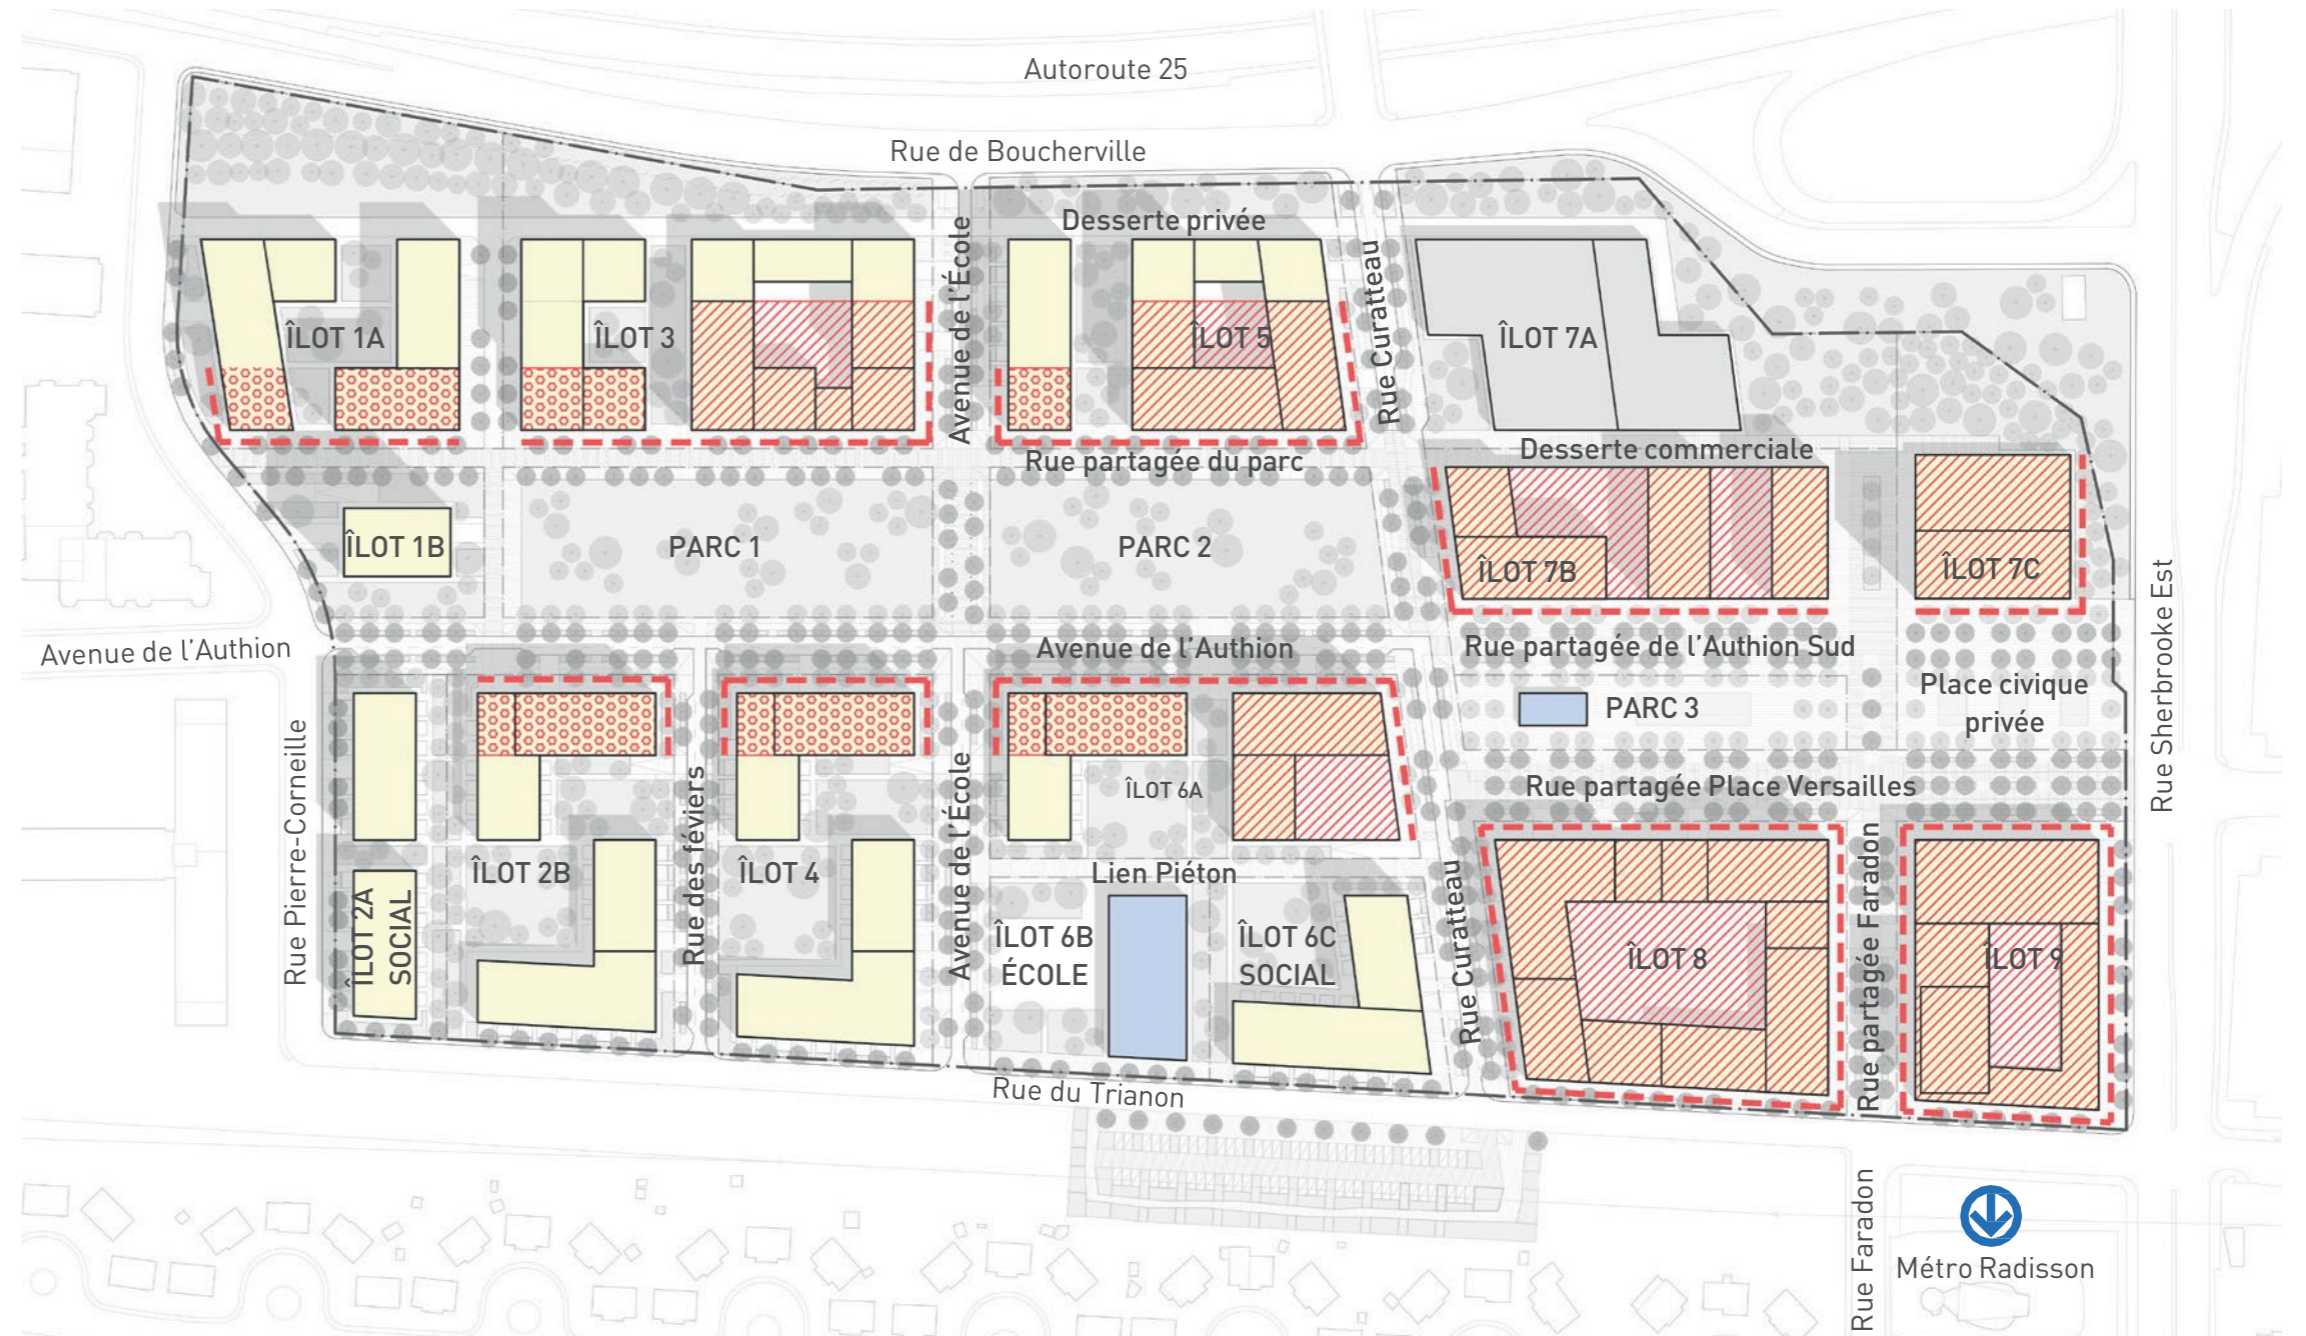 Autoroute 25
Rue de Boucherville
Desserte privée
Avenue de l'École
Rue Curatteau
ÎLOT 1A
ÎLOT 3
ÎLOT 5
ÎLOT 7A
Desserte commerciale
Rue partagée du parc
ÎLOT 1B
PARC 1
PARC 2
ÎLOT 7B
ÎLOT 7C
Avenue de l'Authion
Avenue de l'Authion
Rue partagée de l'Authion Sud
Rue Sherbrooke Est
PARC 3
Place civique
privée
Rue partagée Place Versailles
ÎLOT 6A
Rue Pierre-Corneille
Rue des féviers
Avenue de l'École
Lien Piéton
ÎLOT 2A
SOCIAL
ÎLOT 2B
ÎLOT 4
ÎLOT 6B
ÉCOLE
ÎLOT 6C
SOCIAL
Rue Curatteau
ÎLOT 8
Rue partagée Faradon
ÎLOT 9
Rue du Trianon
Rue Faradon
Métro Radisson